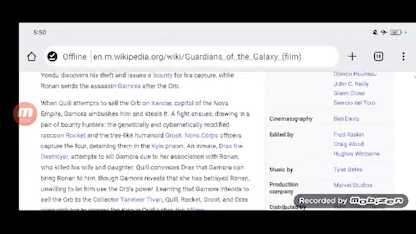 5:50
Offline en.m.wikipedia.org/wiki/Guardians_of_the_Galaxy_(film)
Yondu discovers his theft and issues a bounty for his capture, while
Ronan sends the assassin Gamora after the Orb.
When Quill attempts to sell the Orb on Xandar, capital of the Nova
Empire, Gamora ambushes him and steals it. A fight ensues, drawing in a
pair of bounty hunters: the genetically and cybernetically modified
raccoon Rocket and the tree-like humanoid Groot. Nova Corps officers
capture the four, detaining them in the Kyln prison. An inmate, Drax the
Destroyer, attempts to kill Gamora due to her association with Ronan,
who killed his wife and daughter. Quill convinces Drax that Gamora can
bring Ronan to him, though Gamora reveals that she has betrayed Ronan,
unwilling to let him use the Orb's power. Learning that Gamora intends to
sell the Orb to the Collector Taneleer Tivan, Quill, Rocket, Groot, and Drax
Djimon Hounsou
John C. Reilly
Glenn Close
Benicio del Toro
Cinematography Ben Davis
Edited by Fred Raskin
Craig Wood
Hughes Winborne
Music by Tyler Bates
Production
company
Marvel Studios
Distributed by
Recorded by MOBIZEN